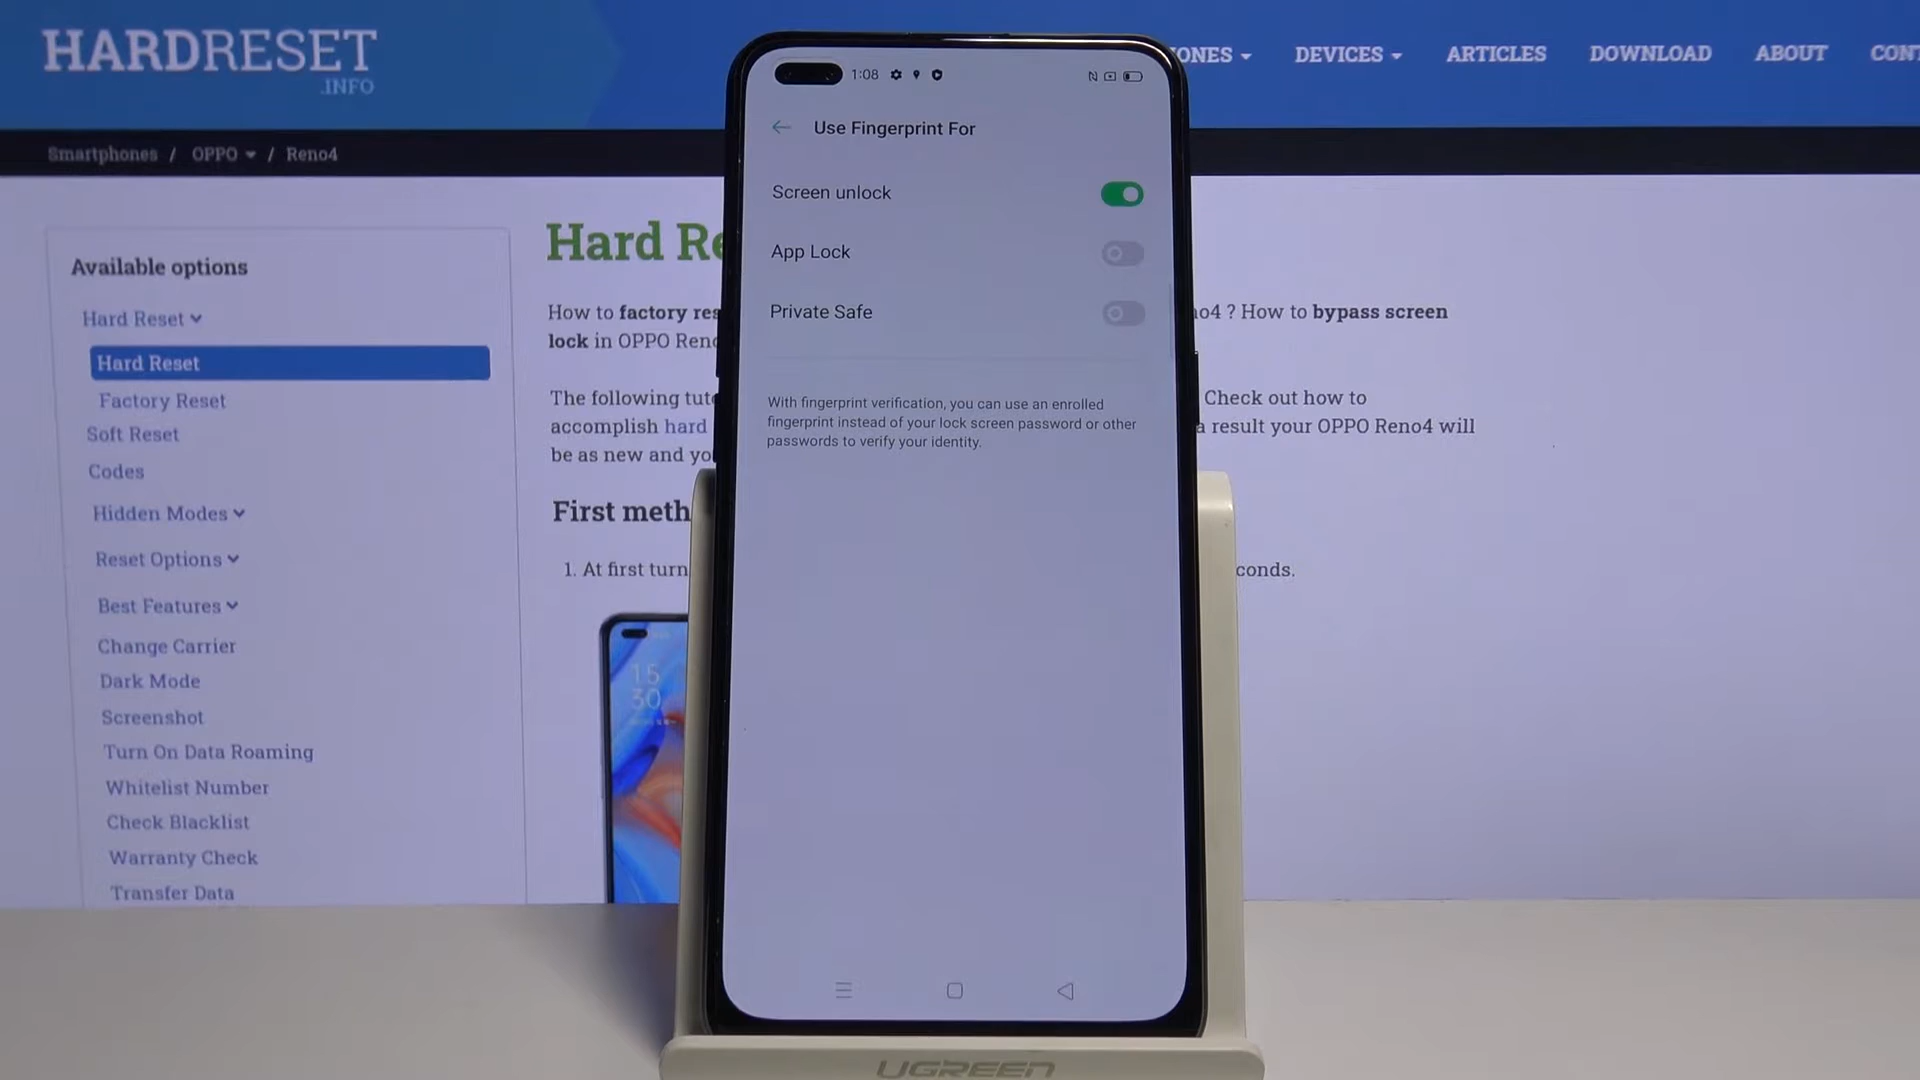 HARDRESET
.INFO
ONES
DEVICES
ARTICLES
DOWNLOAD
ABOUT
Smartphones / OPPO / Reno4
Available options
Hard Reset
Hard Reset
Factory Reset
Soft Reset
Codes
Hidden Modes
Reset Options
Best Features
Change Carrier
Dark Mode
Screenshot
Turn On Data Roaming
Whitelist Number
Check Blacklist
Warranty Check
Transfer Data
Hard Re
How to factory res
no4 ? How to bypass screen
lock in OPPO Reno
The following tuto
Check out how to
accomplish hard
a result your OPPO Reno4 will
be as new and yo
First meth
1. At first turn
conds.
15
30
1:08
Use Fingerprint For
Screen unlock
App Lock
Private Safe
With fingerprint verification, you can use an enrolled
fingerprint instead of your lock screen password or other
passwords to verify your identity.
UGREEN